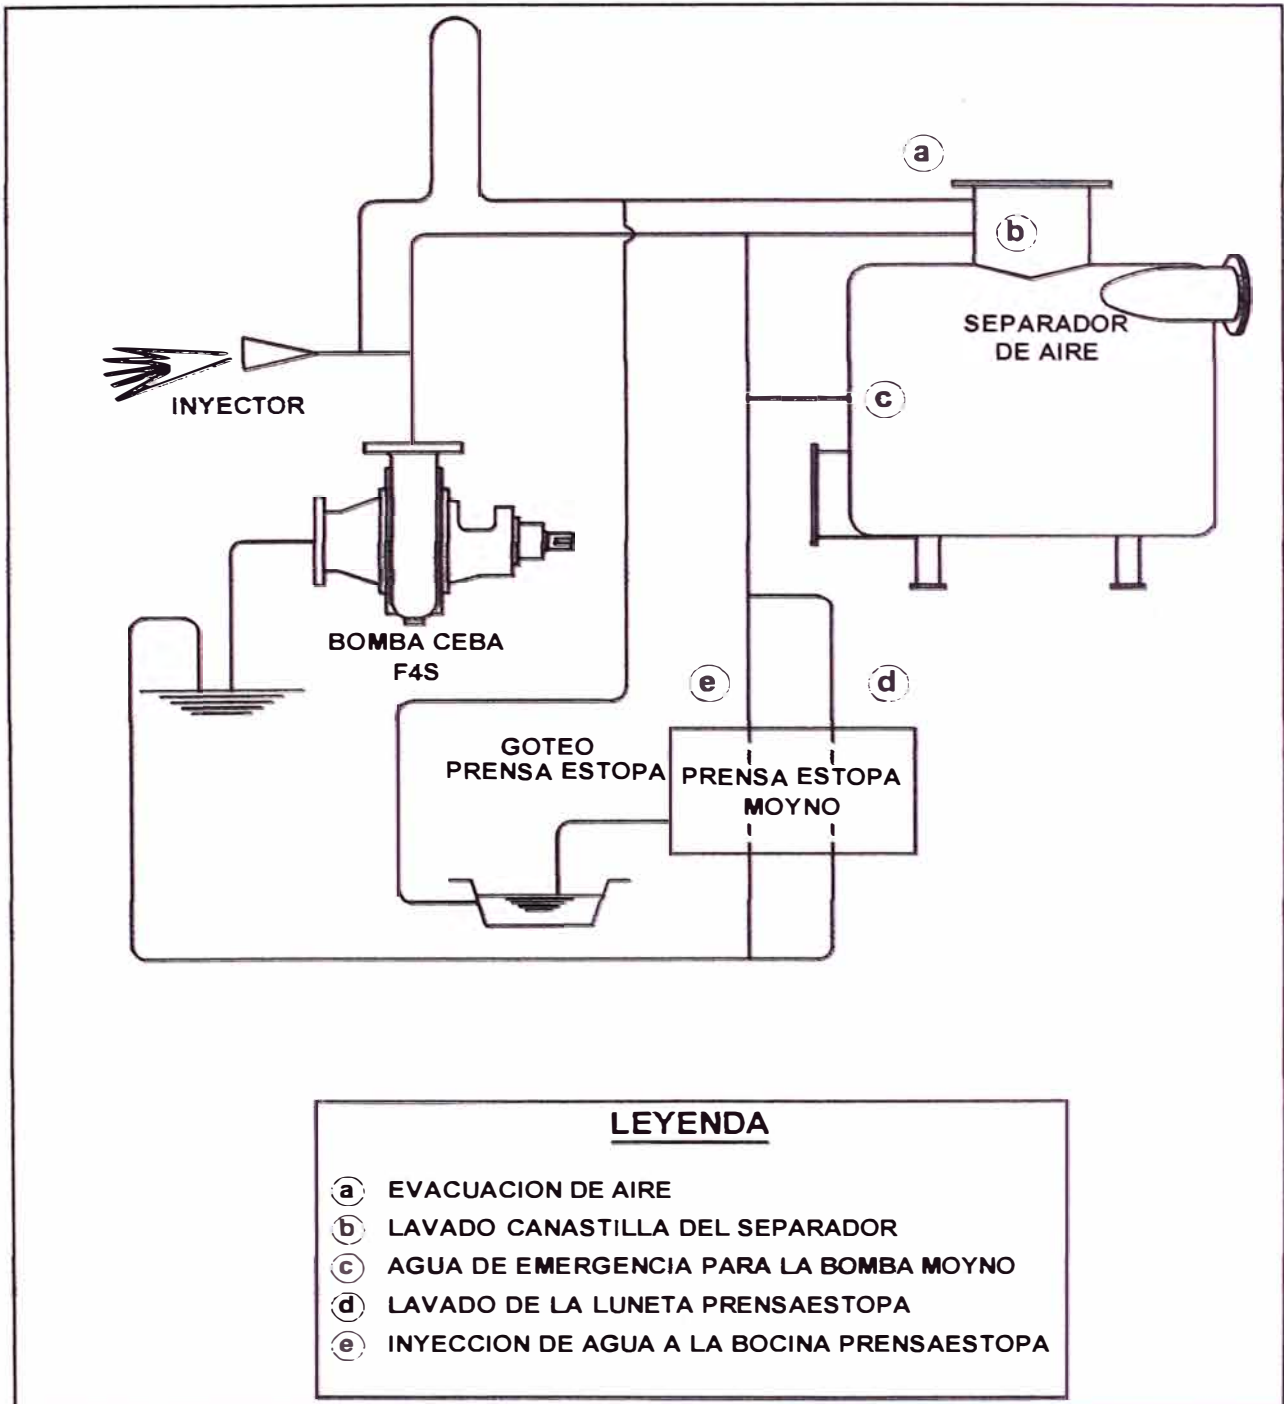 a
b
SEPARADOR
DE AIRE
INYECTOR
c
BOMBA CEBA
F4S
e
d
GOTEO
PRENSA ESTOPA
PRENSA ESTOPA
MOYNO
LEYENDA
a EVACUACION DE AIRE
b LAVADO CANASTILLA DEL SEPARADOR
c AGUA DE EMERGENCIA PARA LA BOMBA MOYNO
d LAVADO DE LA LUNETA PRENSAESTOPA
e INYECCION DE AGUA A LA BOCINA PRENSAESTOPA